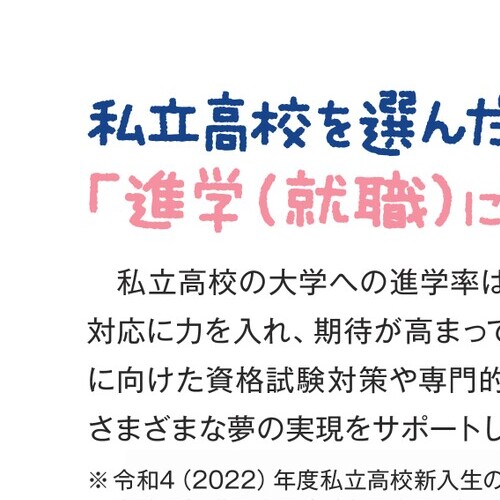 私立高校を選んだ
「進学（就職）に
私立高校の大学への進学率は
対応に力を入れ、期待が高まって
に向けた資格試験対策や専門的
さまざまな夢の実現をサポートし
※令和4（2022）年度私立高校新入生の